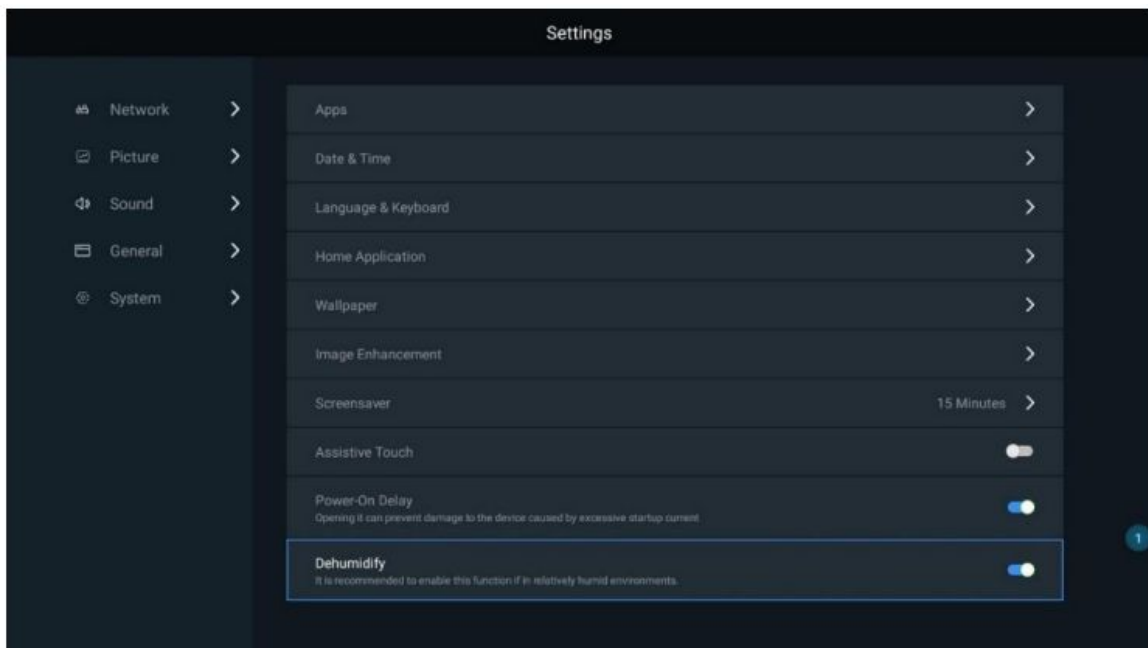 Settings
Network
Picture
Sound
General
System
Apps
Date & Time
Language & Keyboard
Home Application
Wallpaper
Image Enhancement
Screensaver 15 Minutes
Assistive Touch
Power-On Delay
Opening it can prevent damage to the device caused by excessive startup current
Dehumidify
It is recommended to enable this function if in relatively humid environments.
1